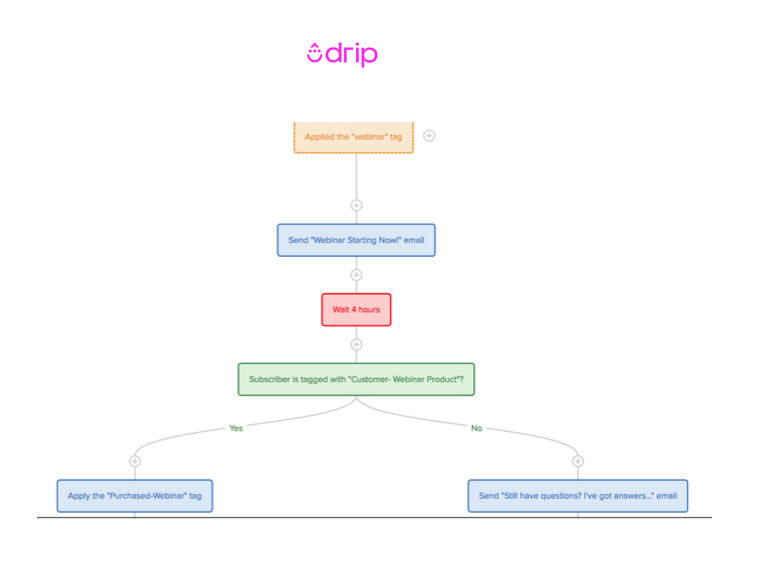 drip
Applied the "webinar" tag
Send "Webinar Starting Now!" email
Wait 4 hours
Subscriber is tagged with "Customer- Webinar Product"?
Yes
No
Apply the "Purchased-Webinar" tag
Send "Still have questions? I've got answers..." email